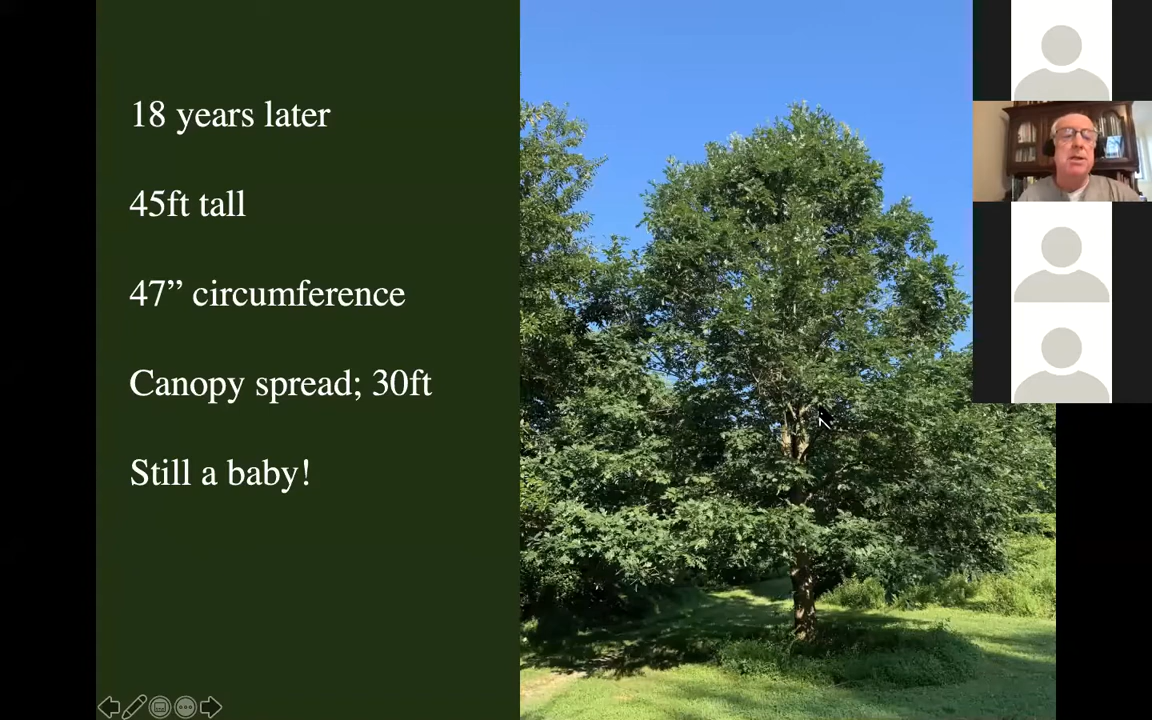 18 years later
45ft tall
47” circumference
Canopy spread; 30ft
Still a baby!